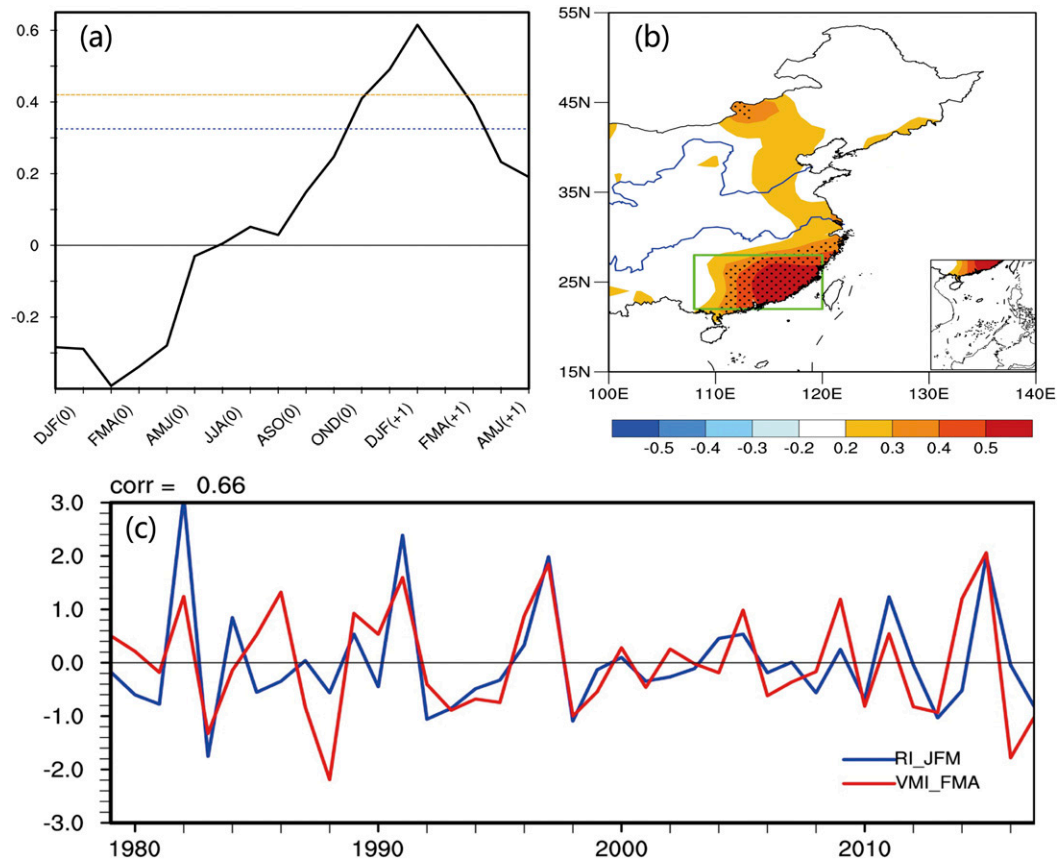 (a)
0.6
0.4
0.2
0
-0.2
DJF(0)
FMA(0)
AMJ(0)
JJA(0)
ASO(0)
OND(0)
DJF(+1)
FMA(+1)
AMJ(+1)
(b)
55N
45N
35N
25N
15N
100E 110E 120E 130E 140E
-0.5 -0.4 -0.3 -0.2 0.2 0.3 0.4 0.5
corr = 0.66
(c)
3.0
2.0
1.0
0.0
-1.0
-2.0
-3.0
RI_JFM
VMI_FMA
1980 1990 2000 2010